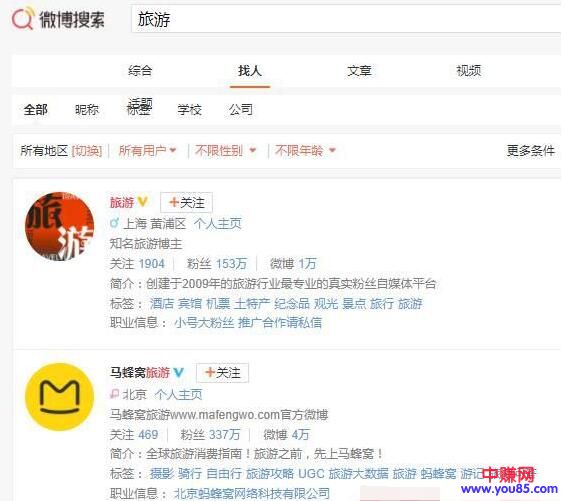 微博搜索 旅游
综合 找人 文章 视频
话题
全部 昵称 标签 学校 公司
所有地区 [切换] 所有用户 不限性别 不限年龄 更多条件
旅游
旅游 V +关注
上海 黄浦区 个人主页
知名旅游博主
关注 1904 粉丝 153万 微博 1万
简介：创建于2009年的旅游行业最专业的真实粉丝自媒体平台
标签：酒店 宾馆 机票 土特产 纪念品 观光 景点 旅行 旅游
职业信息：小号大粉丝 推广合作请私信
马蜂窝旅游 V +关注
北京 个人主页
马蜂窝旅游www.mafengwo.com官方微博
关注 469 粉丝 337万 微博 4万
简介：全球旅游消费指南！旅游之前，先上马蜂窝！
标签：摄影 骑行 自由行 旅游攻略 UGC 旅游大数据 旅游 蚂蜂窝 游记
职业信息：北京蚂蜂窝网络科技有限公司
中赚网
www.you85.com